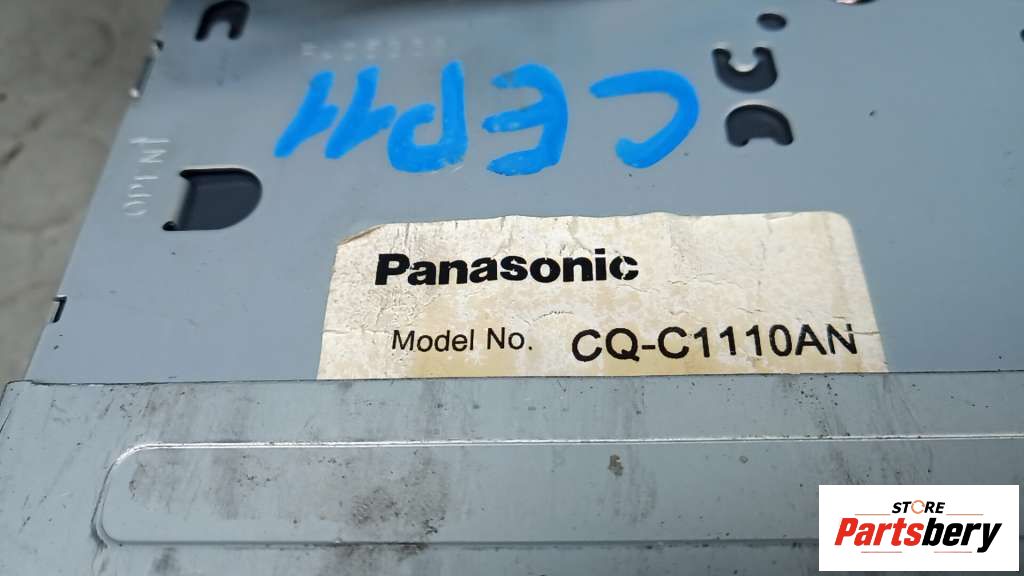 CEP11
Panasonic
Model No. CQ-C1110AN
STORE
Partsbery